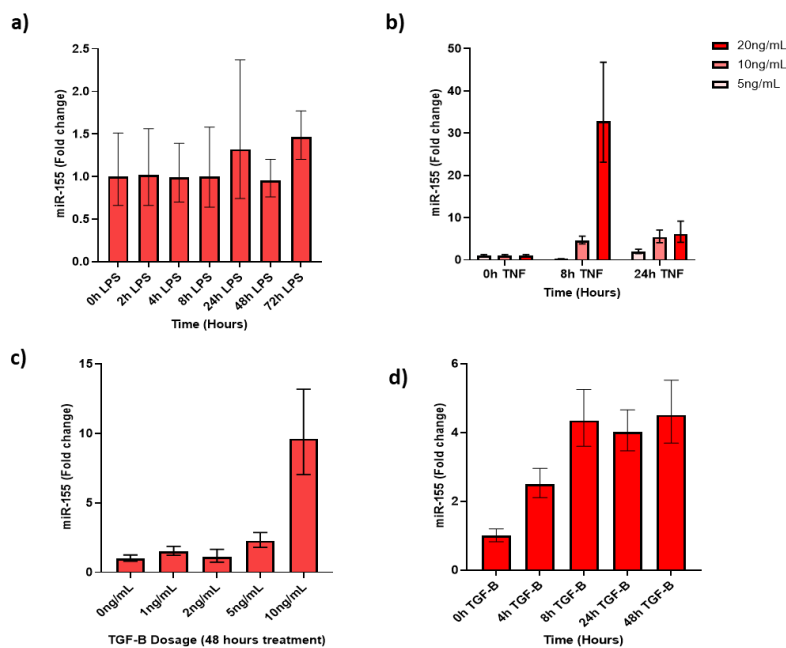 a)
miR-155 (Fold change)
2.5
2.0
1.5
1.0
0.5
0.0
0h LPS
2h LPS
4h LPS
8h LPS
24h LPS
48h LPS
72h LPS
Time (Hours)
b)
miR-155 (Fold change)
50
40
30
20
10
0
0h TNF
8h TNF
24h TNF
Time (Hours)
20ng/mL
10ng/mL
5ng/mL
c)
miR-155 (Fold change)
15
10
5
0
0ng/mL
1ng/mL
2ng/mL
5ng/mL
10ng/mL
TGF-B Dosage (48 hours treatment)
d)
miR-155 (Fold change)
6
4
2
0
0h TGF-B
4h TGF-B
8h TGF-B
24h TGF-B
48h TGF-B
Time (Hours)